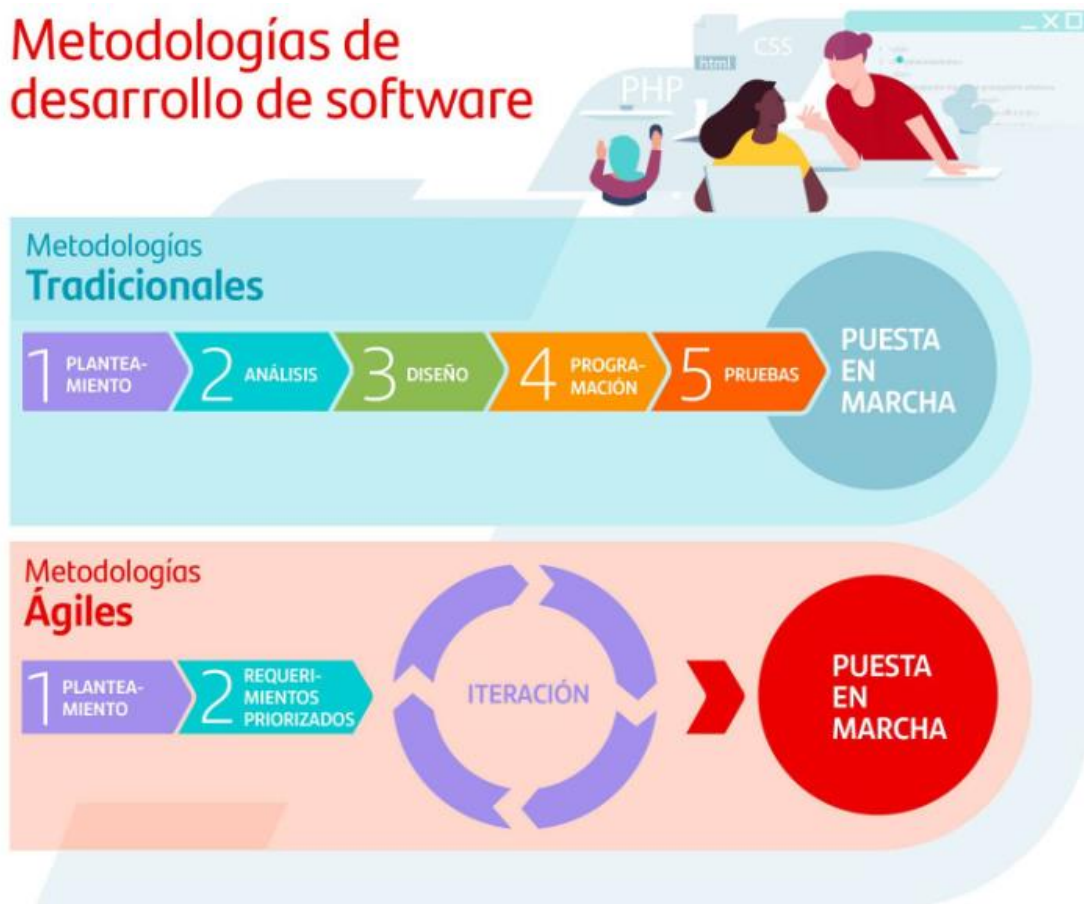 Metodologías de
desarrollo de software
PHP
html
CSS
Metodologías
Tradicionales
1 PLANTEA-
MIENTO
2 ANÁLISIS
3 DISEÑO
4 PROGRA-
MACIÓN
5 PRUEBAS
PUESTA
EN
MARCHA
Metodologías
Ágiles
1 PLANTEA-
MIENTO
2 REQUERI-
MIENTOS
PRIORIZADOS
ITERACIÓN
PUESTA
EN
MARCHA